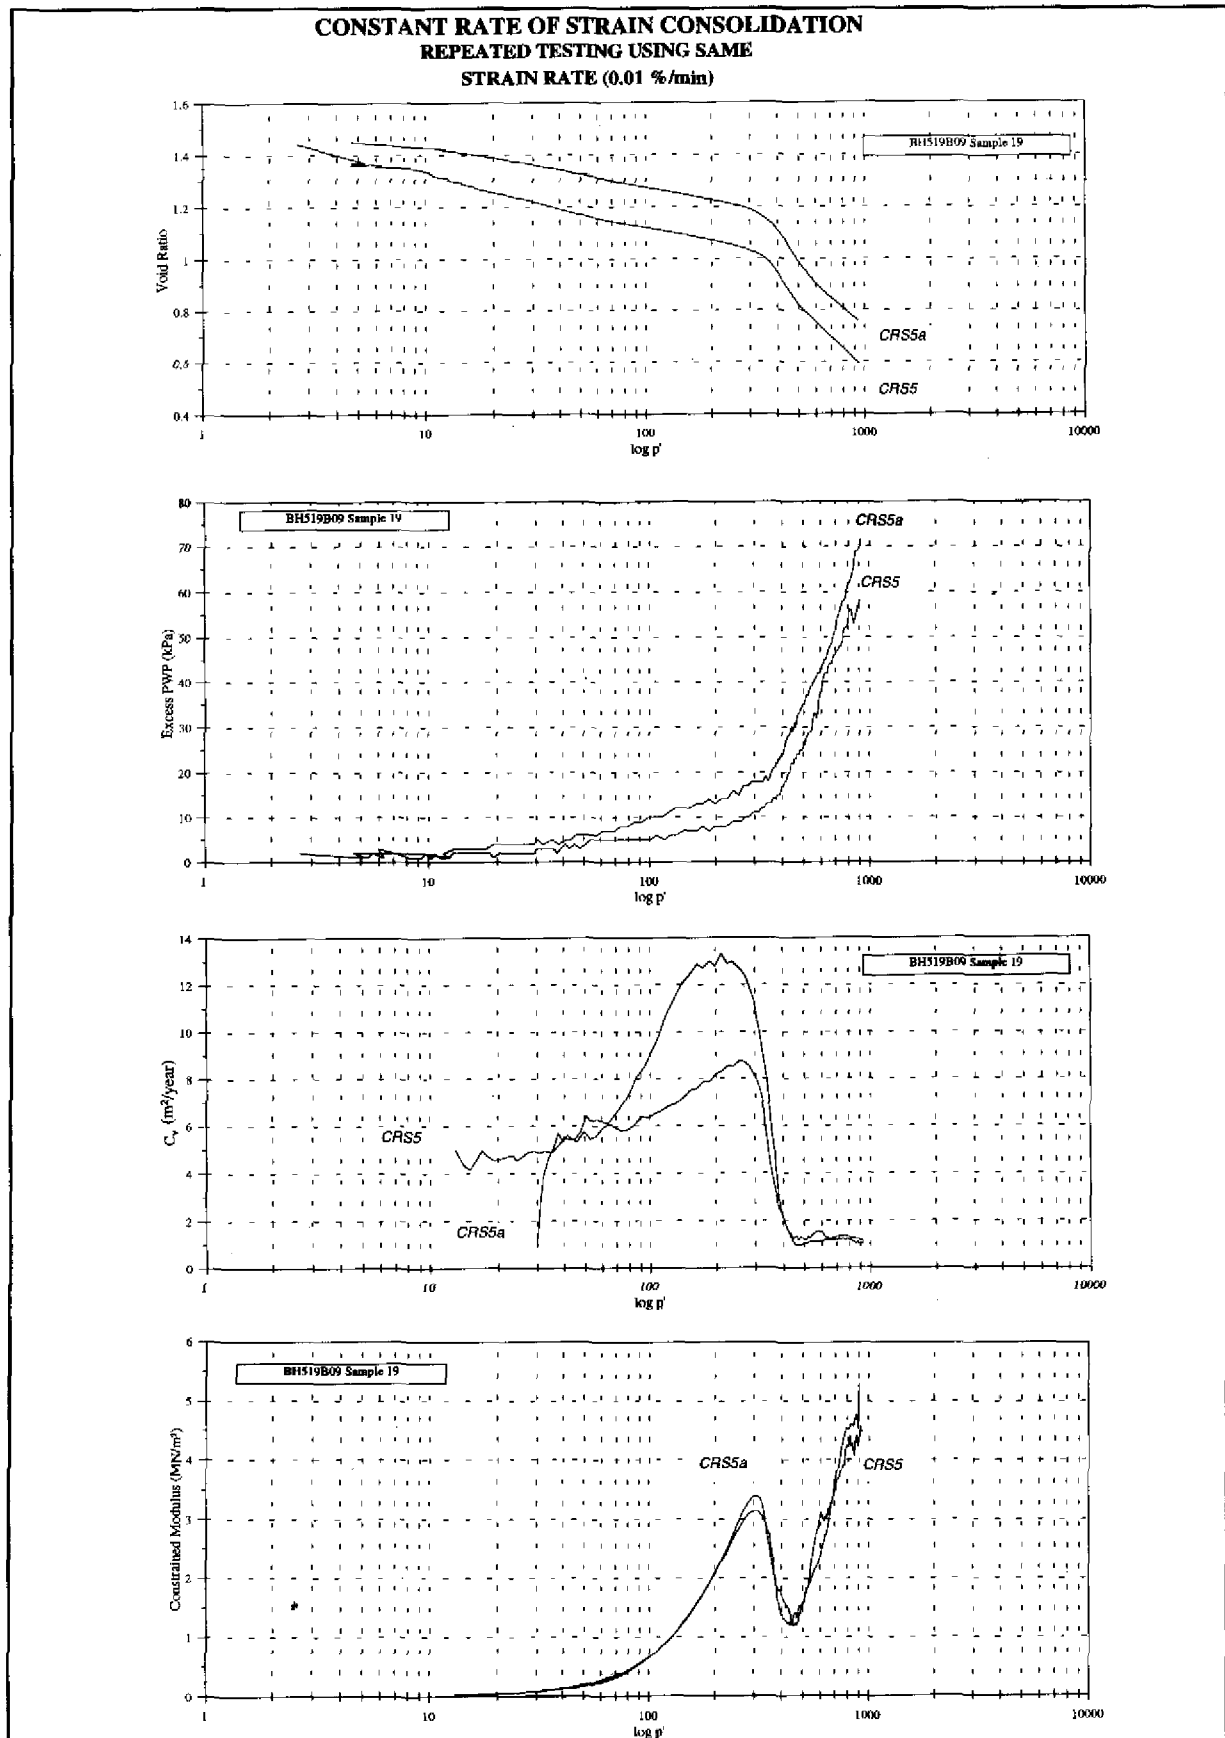 CONSTANT RATE OF STRAIN CONSOLIDATION
REPEATED TESTING USING SAME
STRAIN RATE (0.01 %/min)
1.6
1.4
1.2
1
0.8
0.6
0.4
Void Ratio
BH519B09 Sample 19
CRS5a
CRS5
1 10 100 1000 10000
log p'
80
70
60
50
40
30
20
10
0
Excess PWP (kPa)
BH519B09 Sample 19
CRS5a
CRS5
1 10 100 1000 10000
log p'
14
12
10
8
6
4
2
0
Cv (m²/year)
BH519B09 Sample 19
CRS5
CRS5a
1 10 100 1000 10000
log p'
6
5
4
3
2
1
0
Constrained Modulus (MN/m²)
BH519B09 Sample 19
CRS5a
CRS5
1 10 100 1000 10000
log p'